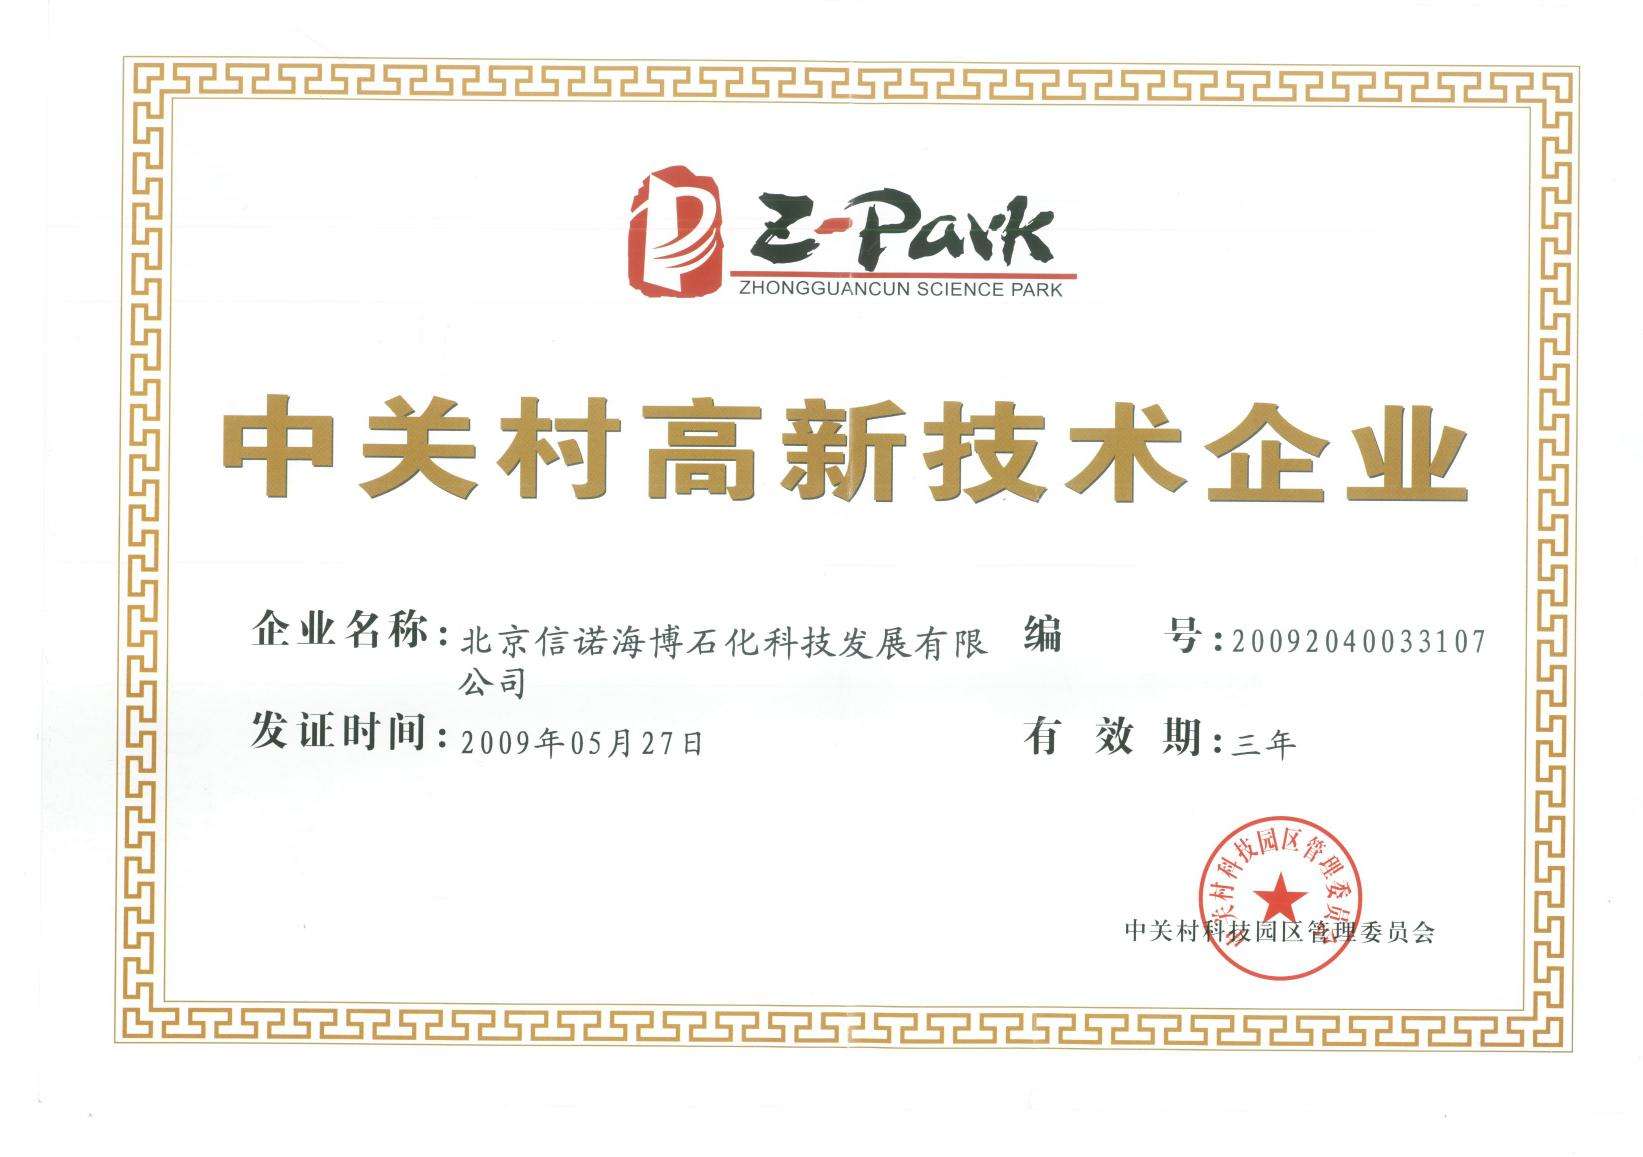 Z-Park
ZHONGGUANCUN SCIENCE PARK
中关村高新技术企业
企业名称：北京信诺海博石化科技发展有限
公司
编 号：20092040033107
发证时间：2009年05月27日
有 效 期：三年
中关村科技园区管理委员会
中关村科技园区管理委员会